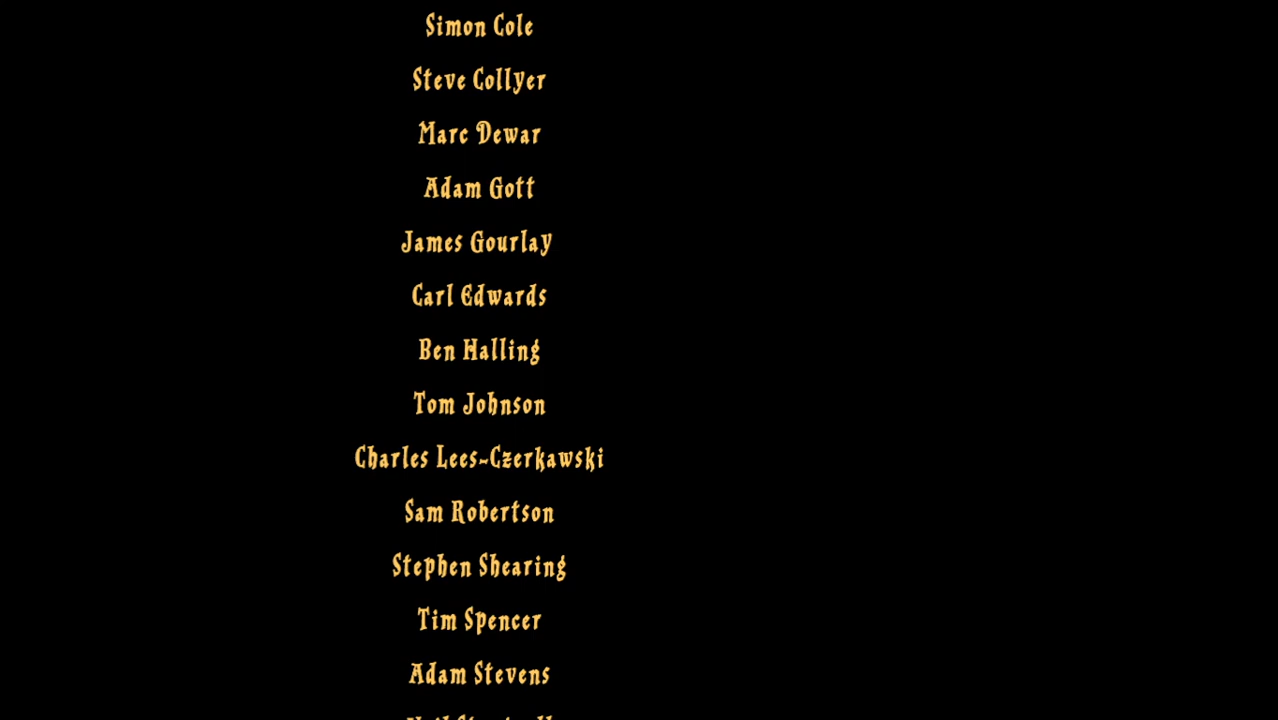 Simon Cole
Steve Collyer
Marc Dewar
Adam Gott
James Gourlay
Carl Edwards
Ben Halling
Tom Johnson
Charles Lees-Czerkawski
Sam Robertson
Stephen Shearing
Tim Spencer
Adam Stevens